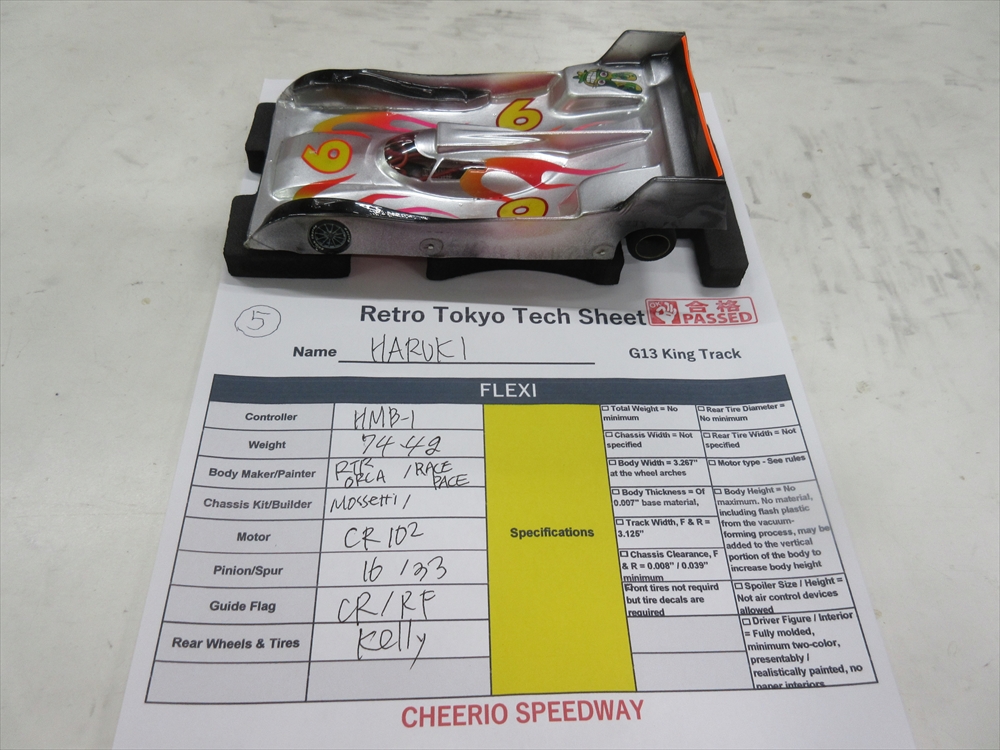 6
6
6
5
Retro Tokyo Tech Sheet
合格
PASSED
Name HARUKI
G13 King Track
FLEXI
Controller
HMB-1
Weight
Body Maker/Painter
RTR
ORCA /RACE
PACE
Chassis Kit/Builder
Mossetti/
Motor
CR 102
Pinion/Spur
16 / 33
Guide Flag
CR/RF
Rear Wheels & Tires
Kelly
Specifications
☐ Total Weight = No
minimum
☐ Chassis Width = Not
specified
☐ Body Width = 3.267"
at the wheel arches
☐ Body Thickness = Of
0.007" base material,
☐ Track Width, F & R =
3.125"
☐ Chassis Clearance, F
& R = 0.008" / 0.039"
minimum
Front tires not requird
but tire decals are
required
☐ Rear Tire Diameter =
No minimum
☐ Rear Tire Width = Not
specified
☐ Motor type - See rules
☐ Body Height = No
maximum. No material,
including flash plastic
from the vacuum-
forming process, may be
added to the vertical
portion of the body to
increase body height
☐ Spoiler Size / Height =
Not air control devices
allowed
☐ Driver Figure / Interior
= Fully molded,
minimum two-color,
presentably /
realistically painted, no
paper interiors
CHEERIO SPEEDWAY